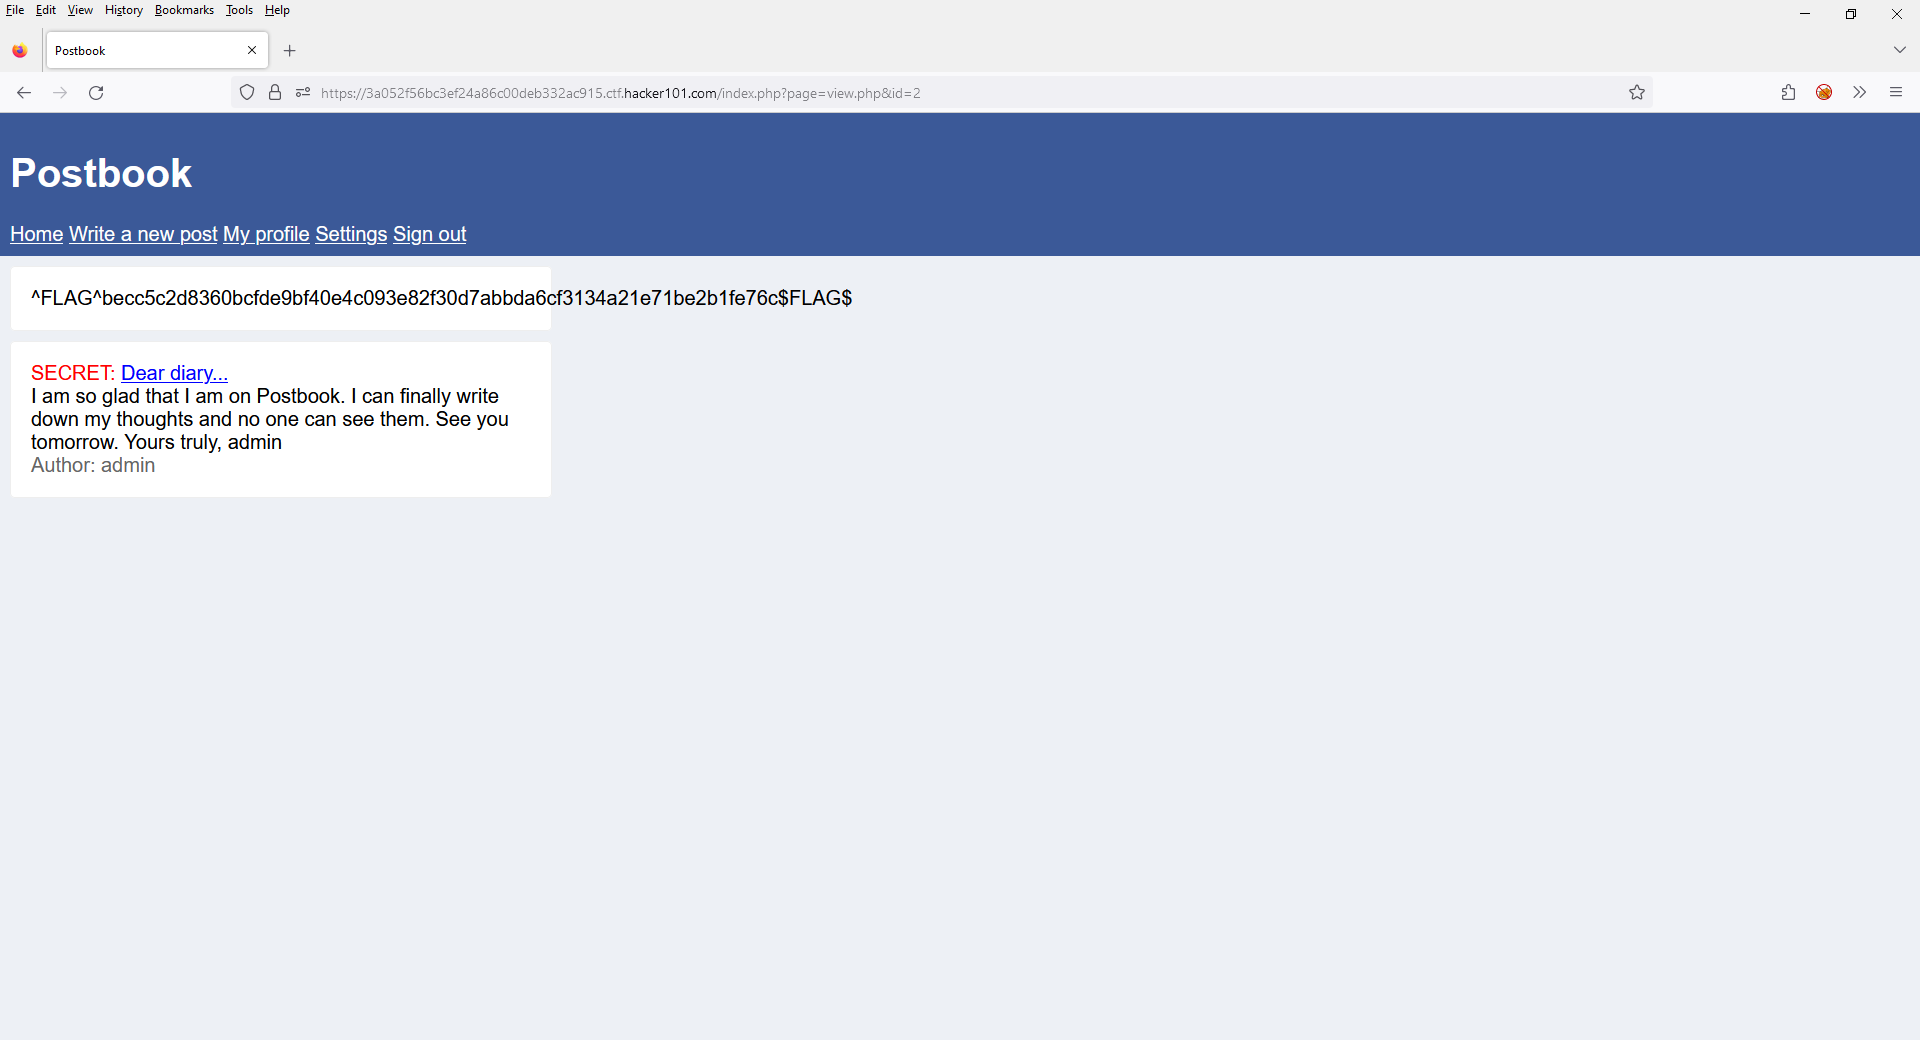 File Edit View History Bookmarks Tools Help
Postbook
https://3a052f56bc3ef24a86c00deb332ac915.ctf.hacker101.com/index.php?page=view.php&id=2
Postbook
Home Write a new post My profile Settings Sign out
^FLAG^becc5c2d8360bcfde9bf40e4c093e82f30d7abbda6cf3134a21e71be2b1fe76c$FLAG$
SECRET: Dear diary...
I am so glad that I am on Postbook. I can finally write
down my thoughts and no one can see them. See you
tomorrow. Yours truly, admin
Author: admin